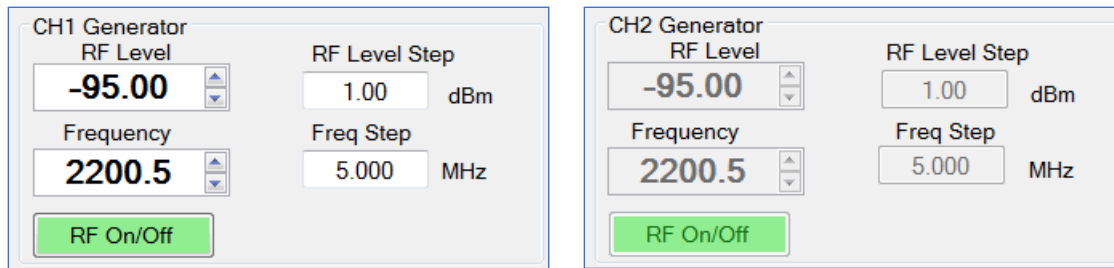 CH1 Generator
RF Level
RF Level Step
-95.00
1.00 dBm
Frequency
Freq Step
2200.5
5.000 MHz
RF On/Off
CH2 Generator
RF Level
RF Level Step
-95.00
1.00 dBm
Frequency
Freq Step
2200.5
5.000 MHz
RF On/Off